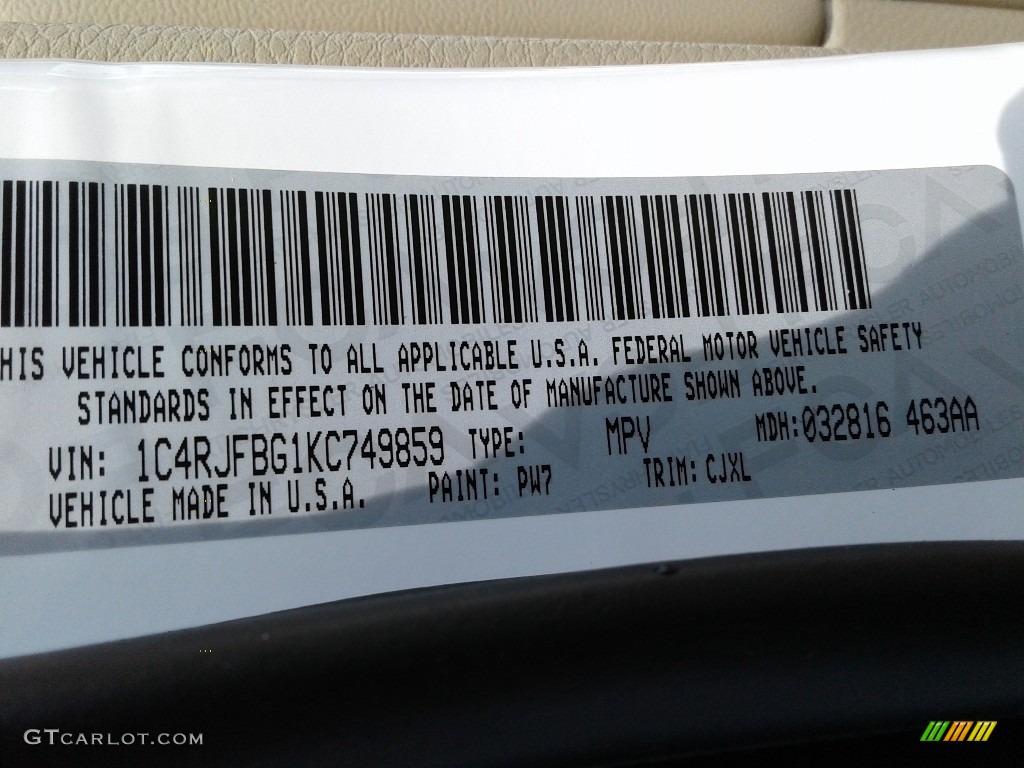 HIS VEHICLE CONFORMS TO ALL APPLICABLE U.S.A. FEDERAL MOTOR VEHICLE SAFETY
STANDARDS IN EFFECT ON THE DATE OF MANUFACTURE SHOWN ABOVE.
VIN: 1C4RJFBG1KC749859 TYPE: MPV MDH:032816 463AA
VEHICLE MADE IN U.S.A. PAINT: PW7 TRIM: CJXL
GTCARLOT.COM